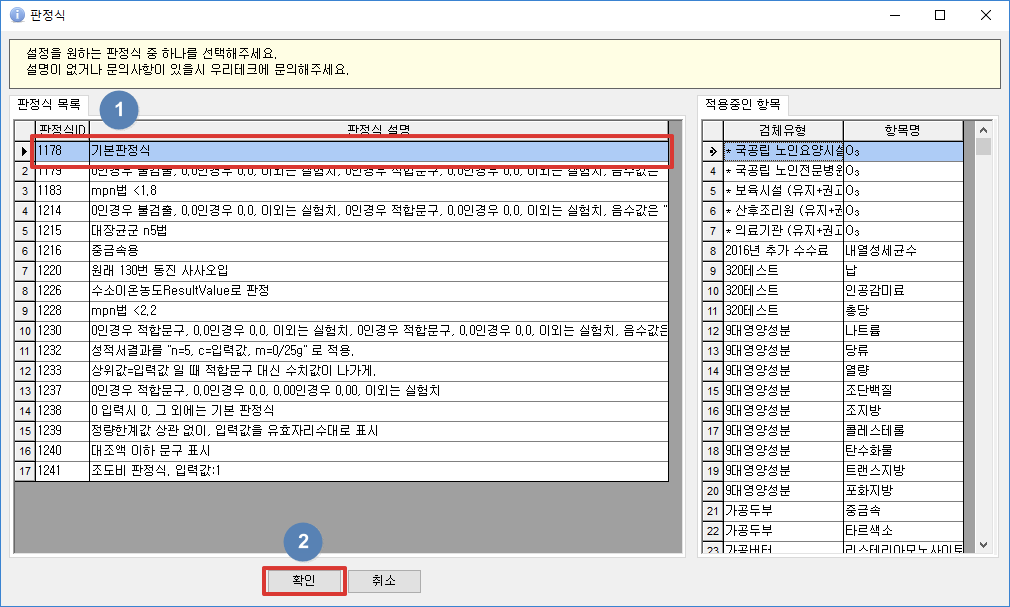 판정식
설정을 원하는 판정식 중 하나를 선택해주세요.
설명이 없거나 문의사항이 있을시 우리테크에 문의해주세요.
판정식 목록
1
판정식ID 판정식 설명
1178 기본판정식
2 1179 0인경우 불검출, 0.0인경우 0.0, 이외는 실험치, 0인경우 적합문구, 0.0인경우 0.0, 이외는 실험치, 음수값은
3 1183 mpn법 <1.8
4 1214 0인경우 불검출, 0.0인경우 0.0, 이외는 실험치, 0인경우 적합문구, 0.0인경우 0.0, 이외는 실험치, 음수값은 "
5 1215 대장균군 n5법
6 1216 중금속용
7 1220 원래 130번 동진 사사오입
8 1226 수소이온농도ResultValue로 판정
9 1228 mpn법 <2.2
10 1230 0인경우 적합문구, 0.0인경우 0.0, 이외는 실험치, 0인경우 적합문구, 0.0인경우 0.0, 이외는 실험치, 음수값은
11 1232 성적서결과를 "n=5, c=입력값, m=0/25g" 로 적용.
12 1233 상위값=입력값 일 때 적합문구 대신 수치값이 나가게.
13 1237 0인경우 적합문구, 0.0인경우 0.0, 0.00인경우 0.00, 이외는 실험치
14 1238 0 입력시 0, 그 외에는 기본 판정식
15 1239 정량한계값 상관 없이, 입력값을 유효자리수대로 표시
16 1240 대조액 이하 문구 표시
17 1241 조도비 판정식. 입력값:1
적용중인 항목
검체유형 항목명
* 국공립 노인요양시설 O₃
4 * 국공립 노인전문병원 O₃
5 * 보육시설 (유지+권고 O₃
6 * 산후조리원 (유지+권 O₃
7 * 의료기관 (유지+권고 O₃
8 2016년 추가 수수료 내열성세균수
9 320테스트 납
10 320테스트 인공감미료
11 320테스트 총당
12 9대영양성분 나트륨
13 9대영양성분 당류
14 9대영양성분 열량
15 9대영양성분 조단백질
16 9대영양성분 조지방
17 9대영양성분 콜레스테롤
18 9대영양성분 탄수화물
19 9대영양성분 트랜스지방
20 9대영양성분 포화지방
21 가공두부 중금속
22 가공두부 타르색소
23 가공버터 리스테리아모노사이토
2
확인 취소